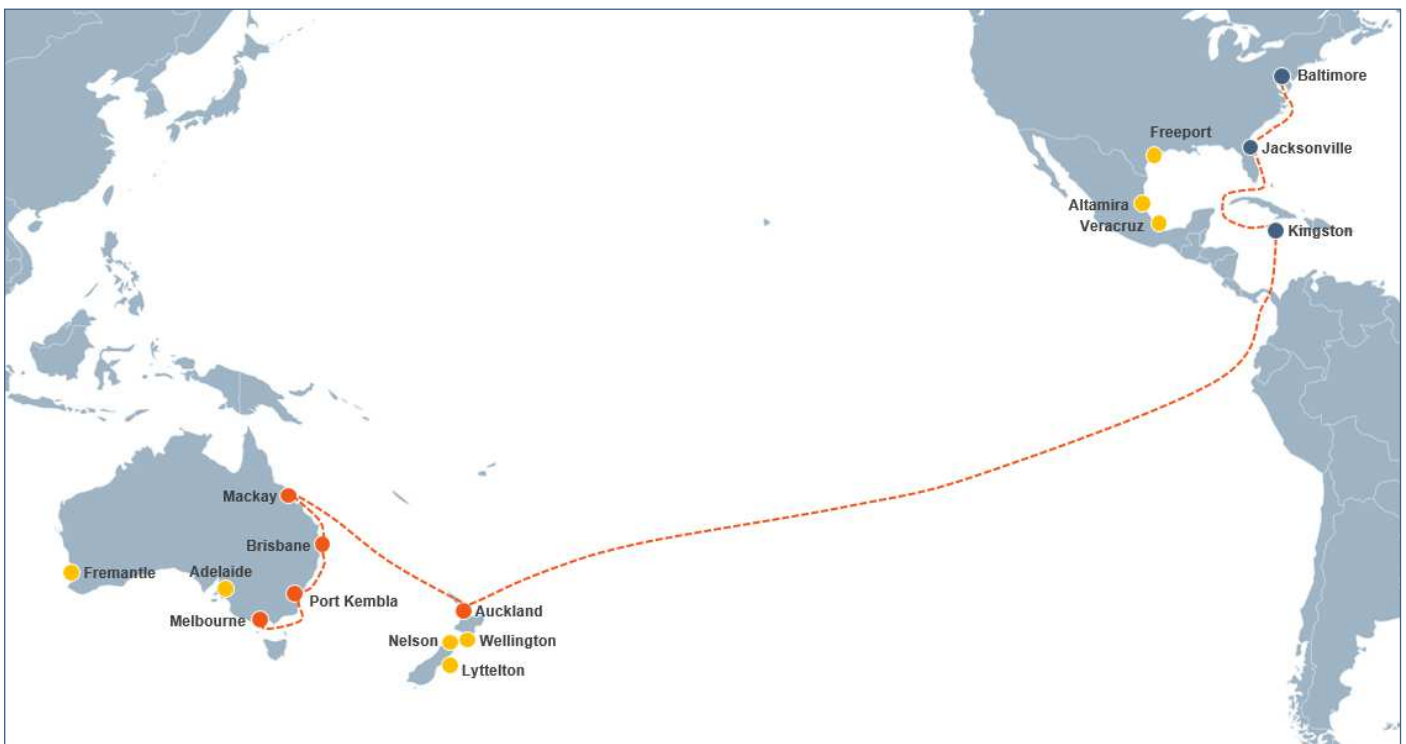 Baltimore
Freeport
Jacksonville
Altamira
Veracruz
Kingston
Mackay
Brisbane
Fremantle
Adelaide
Port Kembla
Melbourne
Auckland
Nelson
Wellington
Lyttelton